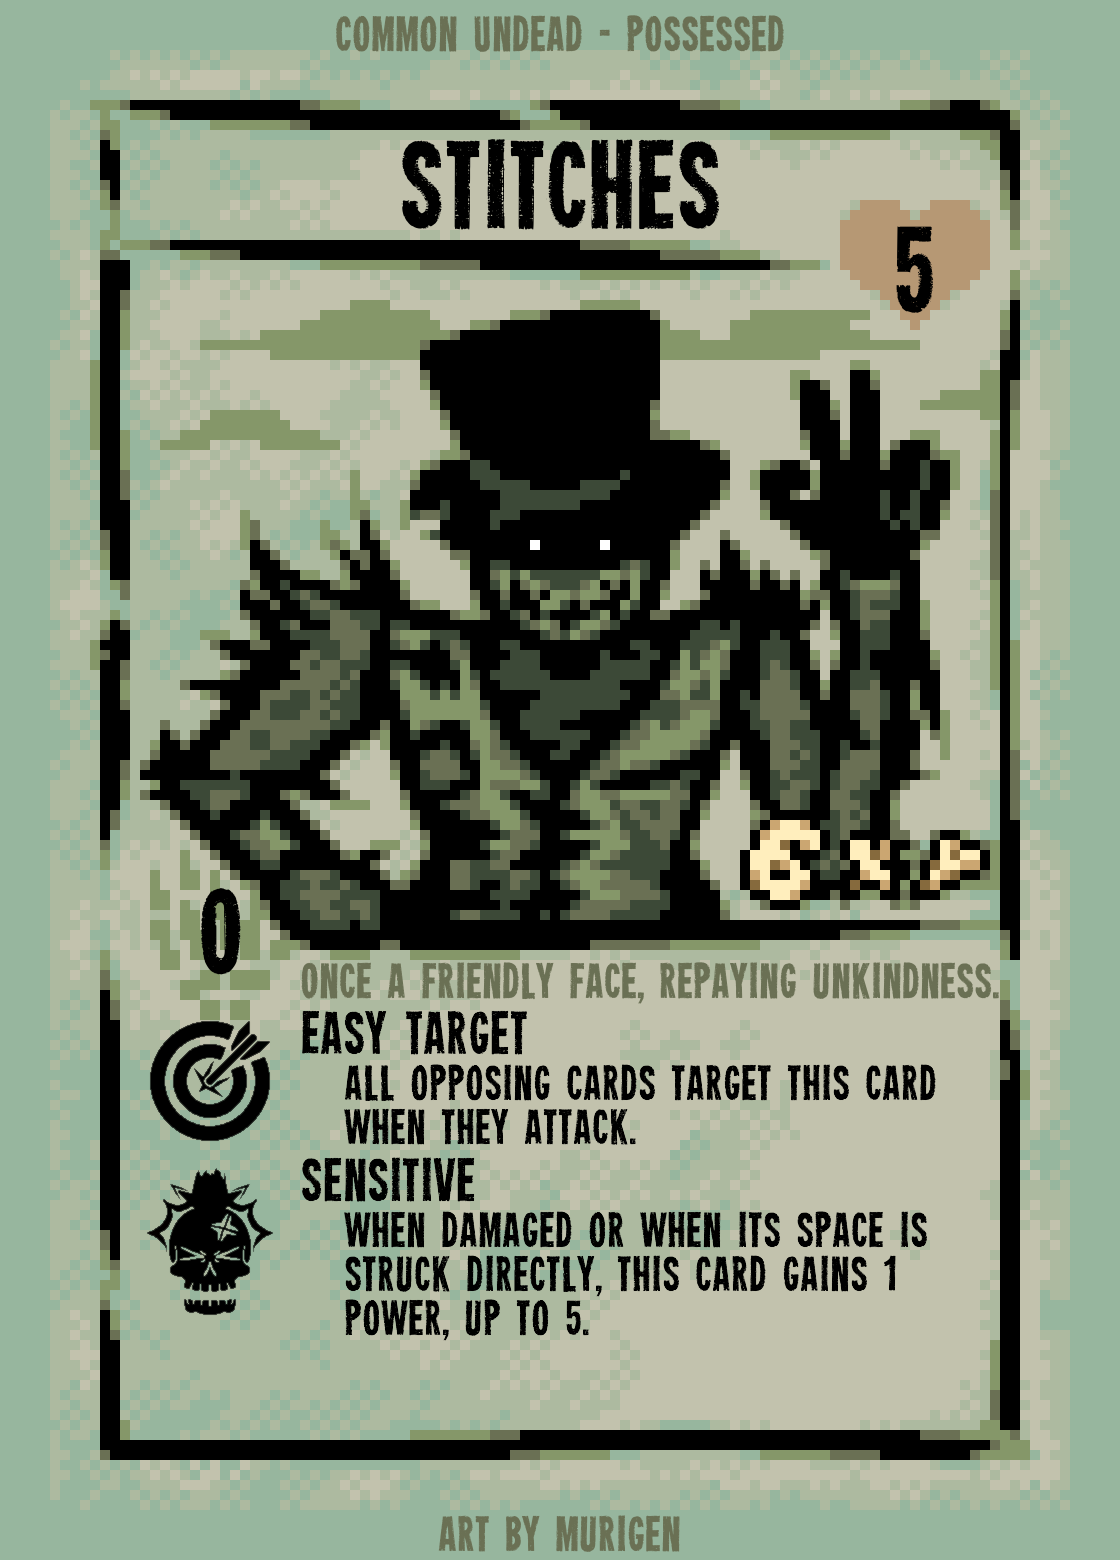 COMMON UNDEAD - POSSESSED
STITCHES
5
6 XP
0
ONCE A FRIENDLY FACE, REPAYING UNKINDNESS.
EASY TARGET
ALL OPPOSING CARDS TARGET THIS CARD
WHEN THEY ATTACK.
SENSITIVE
WHEN DAMAGED OR WHEN ITS SPACE IS
STRUCK DIRECTLY, THIS CARD GAINS 1
POWER, UP TO 5.
ART BY MURIGEN